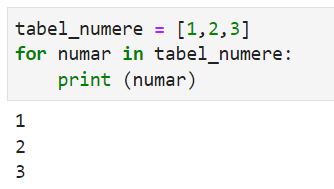 tabel_numere = [1,2,3]
for numar in tabel_numere:
    print (numar)
1
2
3